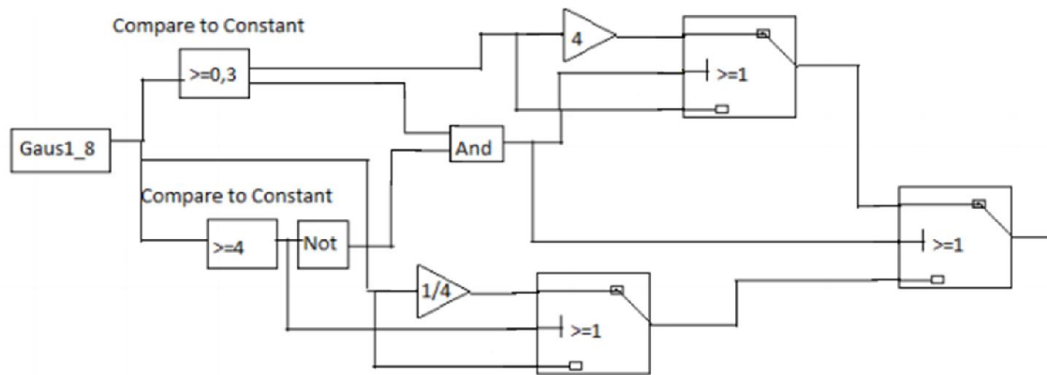 Compare to Constant
4
>=0,3
>=1
Gaus1_8
And
Compare to Constant
>=4
Not
>=1
1/4
>=1